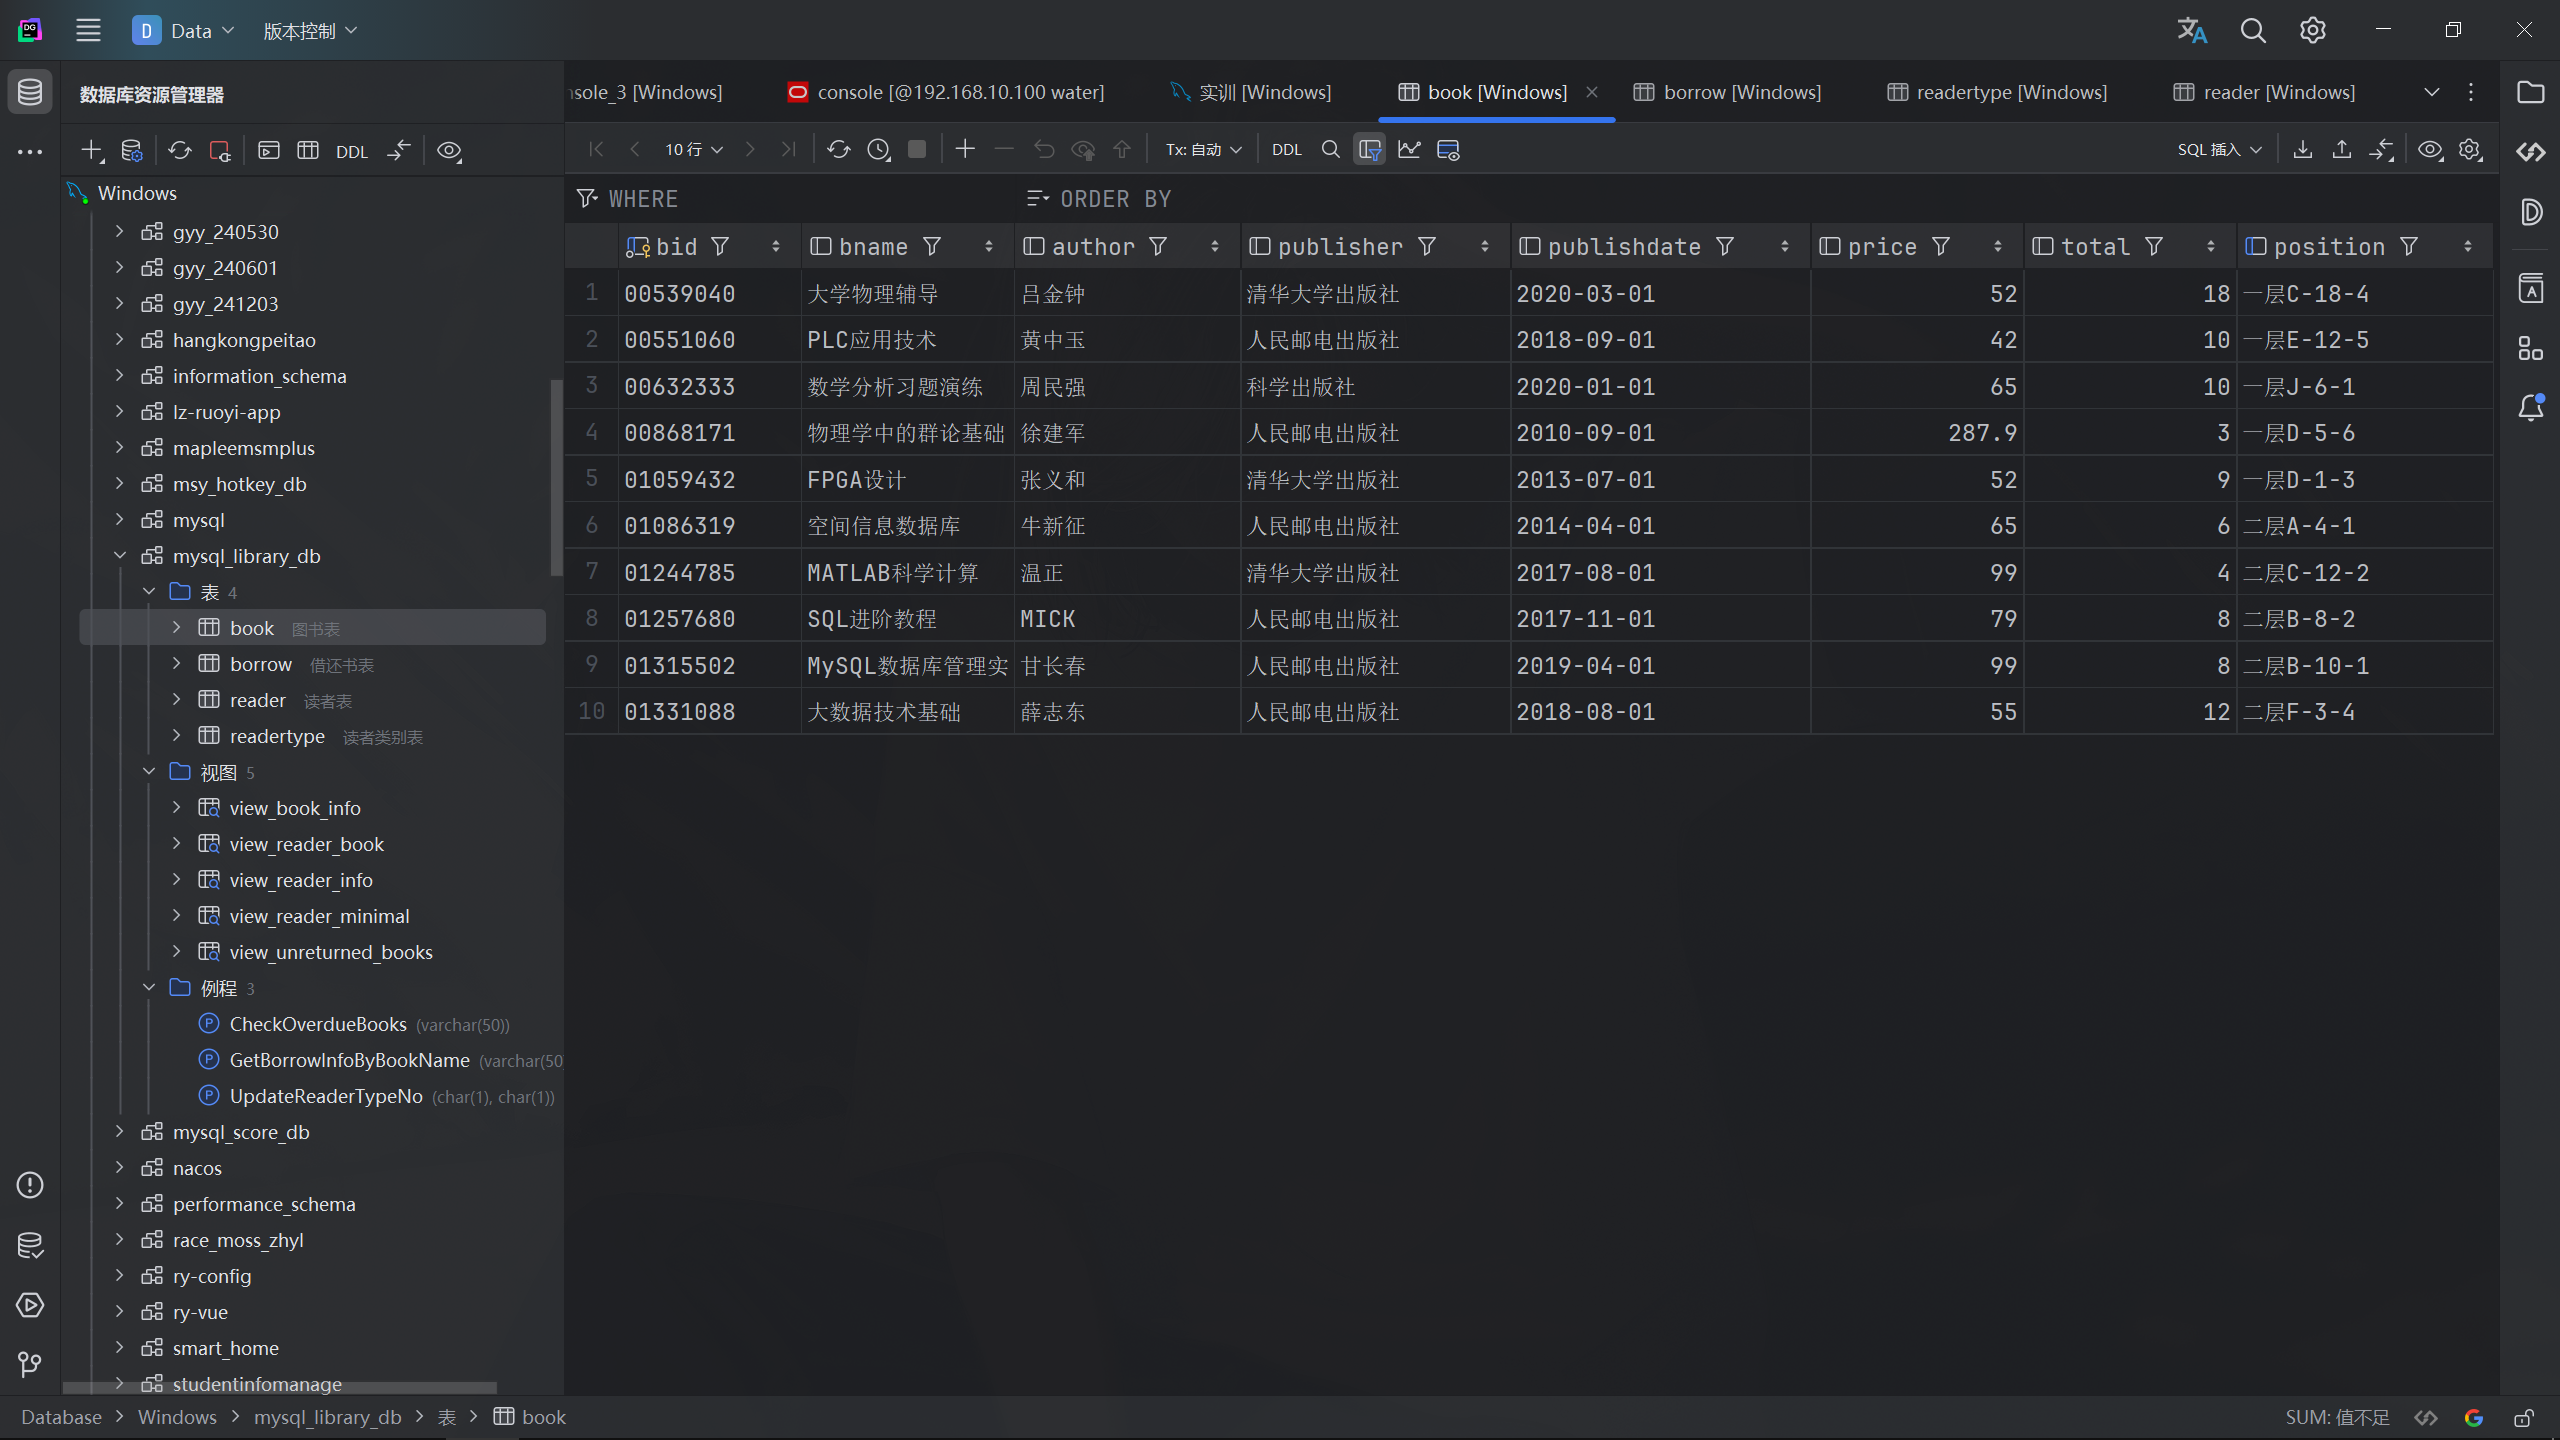 D Data 版本控制
数据库资源管理器
nsole_3 [Windows] console [@192.168.10.100 water] 实训 [Windows] book [Windows] borrow [Windows] readertype [Windows] reader [Windows]
DDL
10 行 Tx: 自动 DDL SQL 插入
WHERE ORDER BY
Windows
gyy_240530
gyy_240601
gyy_241203
hangkongpeitao
information_schema
lz-ruoyi-app
mapleemsmplus
msy_hotkey_db
mysql
mysql_library_db
表 4
book 图书表
borrow 借还书表
reader 读者表
readertype 读者类别表
视图 5
view_book_info
view_reader_book
view_reader_info
view_reader_minimal
view_unreturned_books
例程 3
CheckOverdueBooks (varchar(50))
GetBorrowInfoByBookName (varchar(50
UpdateReaderTypeNo (char(1), char(1))
mysql_score_db
nacos
performance_schema
race_moss_zhyl
ry-config
ry-vue
smart_home
studentinfomanage
bid bname author publisher publishdate price total position
1 00539040 大学物理辅导 吕金钟 清华大学出版社 2020-03-01 52 18 一层C-18-4
2 00551060 PLC应用技术 黄中玉 人民邮电出版社 2018-09-01 42 10 一层E-12-5
3 00632333 数学分析习题演练 周民强 科学出版社 2020-01-01 65 10 一层J-6-1
4 00868171 物理学中的群论基础 徐建军 人民邮电出版社 2010-09-01 287.9 3 一层D-5-6
5 01059432 FPGA设计 张义和 清华大学出版社 2013-07-01 52 9 一层D-1-3
6 01086319 空间信息数据库 牛新征 人民邮电出版社 2014-04-01 65 6 二层A-4-1
7 01244785 MATLAB科学计算 温正 清华大学出版社 2017-08-01 99 4 二层C-12-2
8 01257680 SQL进阶教程 MICK 人民邮电出版社 2017-11-01 79 8 二层B-8-2
9 01315502 MySQL数据库管理实 甘长春 人民邮电出版社 2019-04-01 99 8 二层B-10-1
10 01331088 大数据技术基础 薛志东 人民邮电出版社 2018-08-01 55 12 二层F-3-4
Database Windows mysql_library_db 表 book SUM: 值不足